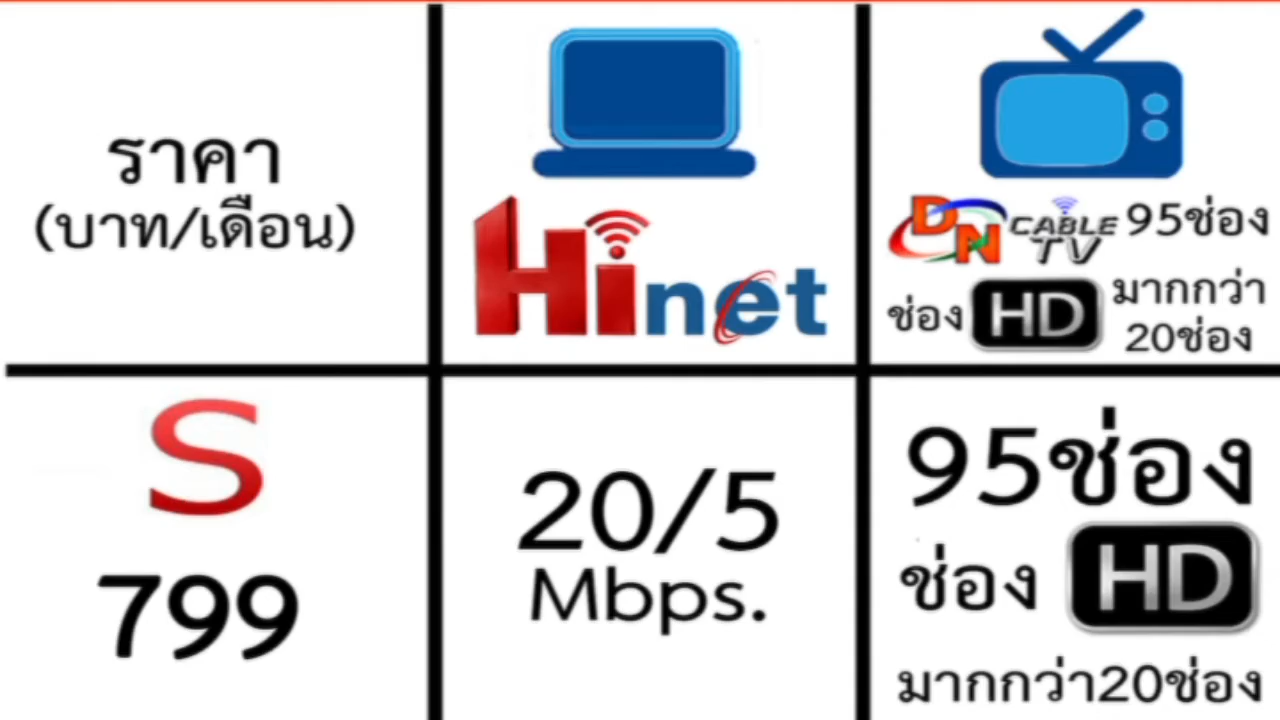 ราคา
(บาท/เดือน)
Hinet
DN CABLE TV 95ช่อง
ช่อง HD มากกว่า
20ช่อง
S
799
20/5
Mbps.
95ช่อง
ช่อง HD
มากกว่า20ช่อง